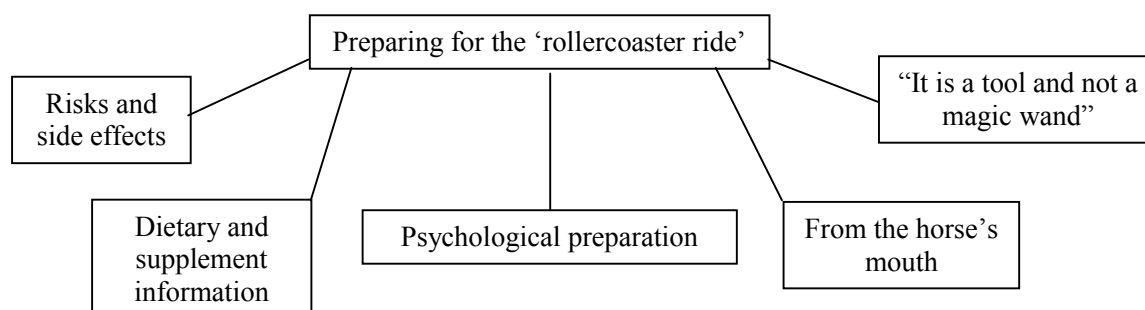 Preparing for the ‘rollercoaster ride’
Risks and
side effects
“It is a tool and not a
magic wand”
Dietary and
supplement
information
Psychological preparation
From the horse’s
mouth